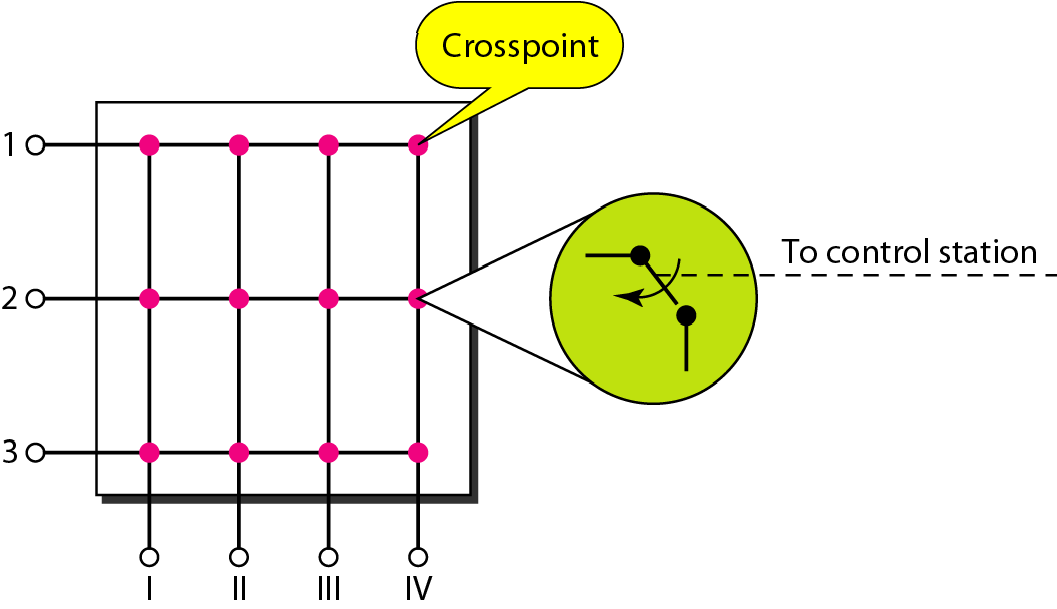 Crosspoint
1
To control station
2
3
I II III IV